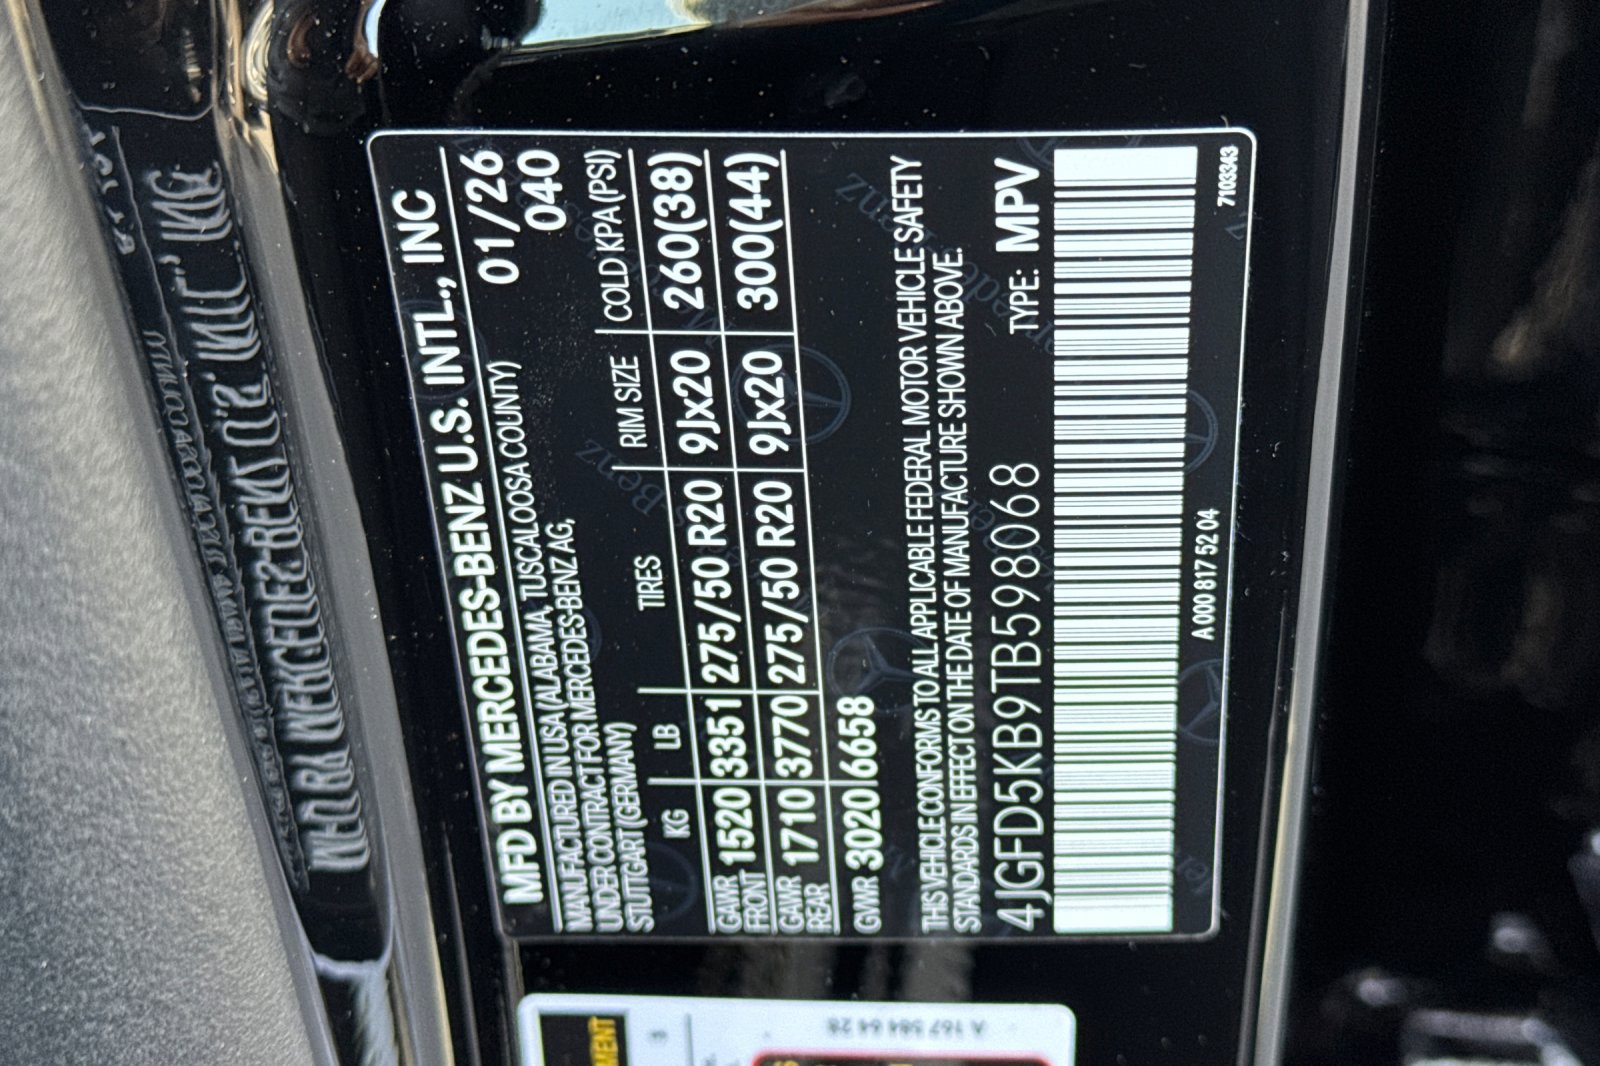 MFD BY MERCEDES-BENZ U.S. INTL., INC
MANUFACTURED IN USA (ALABAMA, TUSCALOOSA COUNTY) 01/26
UNDER CONTRACT FOR MERCEDES-BENZ AG, 040
STUTTGART (GERMANY)
KG LB TIRES RIM SIZE COLD KPA (PSI)
GAWR FRONT 1520 3351 275/50 R20 9Jx20 260(38)
GAWR REAR 1710 3770 275/50 R20 9Jx20 300(44)
GVWR 3020 6658
THIS VEHICLE CONFORMS TO ALL APPLICABLE FEDERAL MOTOR VEHICLE SAFETY
STANDARDS IN EFFECT ON THE DATE OF MANUFACTURE SHOWN ABOVE.
4JGFD5KB9TB598068 TYPE: MPV
A 000 817 52 04
7103343
A 167 584 64 26